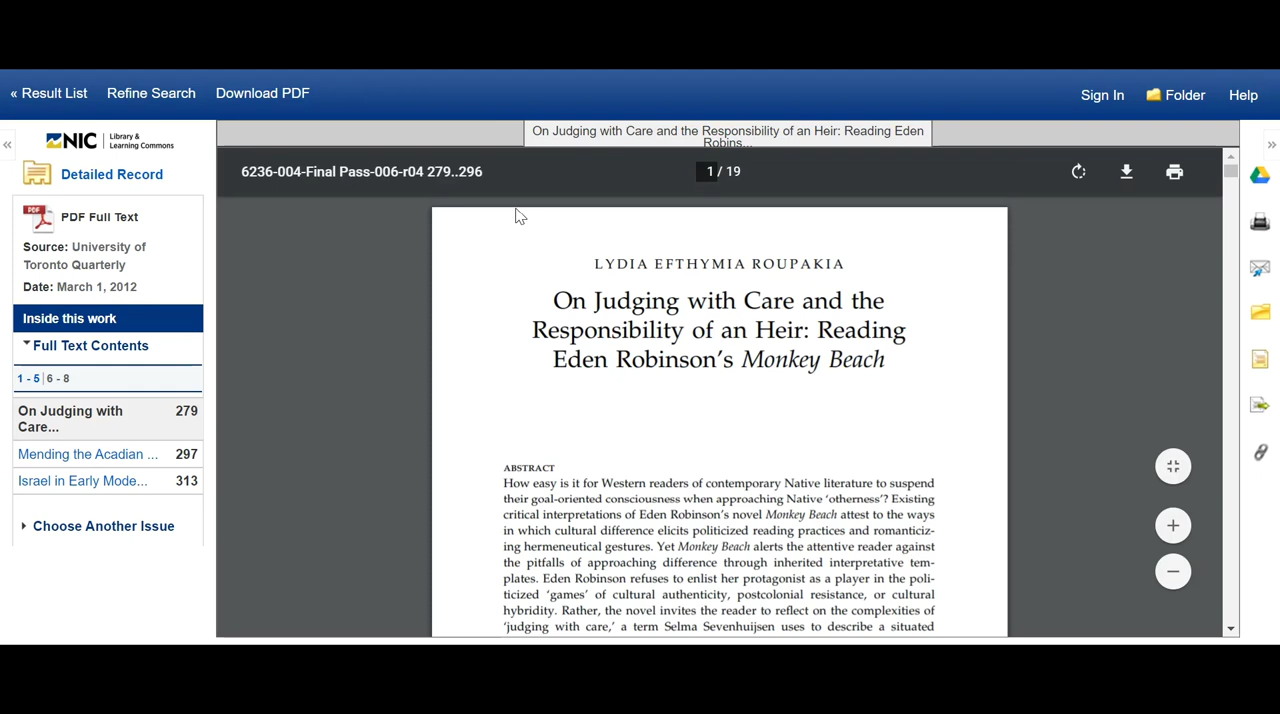 « Result List Refine Search Download PDF
Sign In Folder Help
NIC Library & Learning Commons
Detailed Record
PDF Full Text
Source: University of
Toronto Quarterly
Date: March 1, 2012
Inside this work
Full Text Contents
1 - 5 | 6 - 8
On Judging with Care... 279
Mending the Acadian ... 297
Israel in Early Mode... 313
Choose Another Issue
On Judging with Care and the Responsibility of an Heir: Reading Eden
Robins...
6236-004-Final Pass-006-r04 279..296
1 / 19
LYDIA EFTHYMIA ROUPAKIA
On Judging with Care and the
Responsibility of an Heir: Reading
Eden Robinson's Monkey Beach
ABSTRACT
How easy is it for Western readers of contemporary Native literature to suspend
their goal-oriented consciousness when approaching Native 'otherness'? Existing
critical interpretations of Eden Robinson's novel Monkey Beach attest to the ways
in which cultural difference elicits politicized reading practices and romanticiz-
ing hermeneutical gestures. Yet Monkey Beach alerts the attentive reader against
the pitfalls of approaching difference through inherited interpretative tem-
plates. Eden Robinson refuses to enlist her protagonist as a player in the poli-
ticized 'games' of cultural authenticity, postcolonial resistance, or cultural
hybridity. Rather, the novel invites the reader to reflect on the complexities of
'judging with care,' a term Selma Sevenhuijsen uses to describe a situated